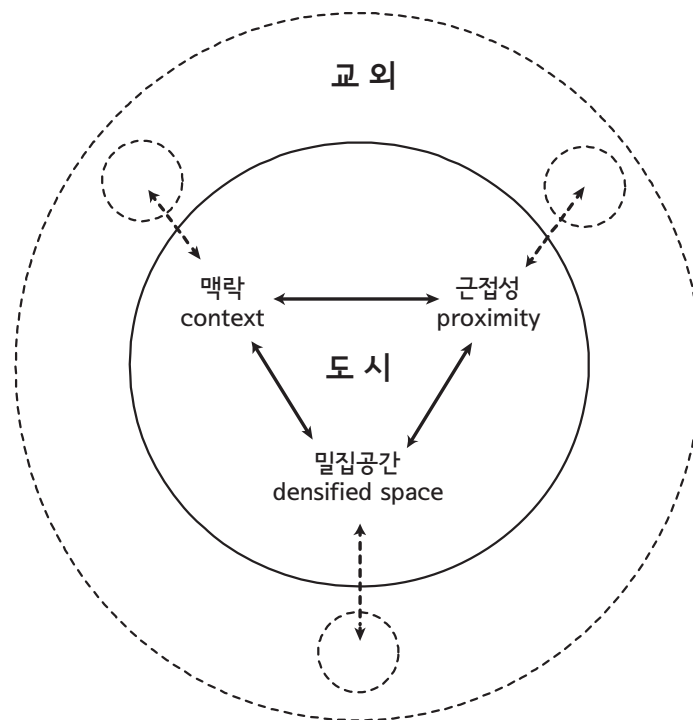 교 외
맥락
context
근접성
proximity
도 시
밀집공간
densified space